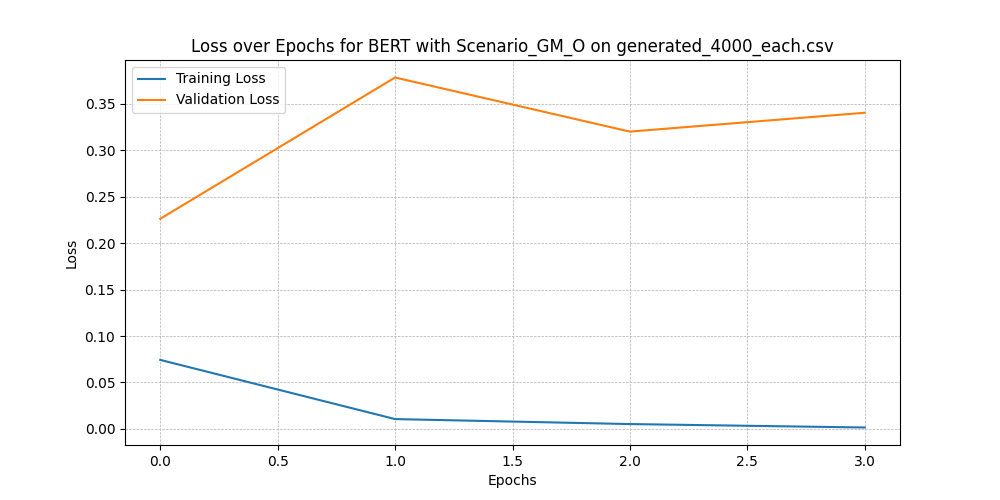 Loss over Epochs for BERT with Scenario_GM_O on generated_4000_each.csv
Training Loss
Validation Loss
0.35
0.30
0.25
0.20
0.15
0.10
0.05
0.00
Loss
0.0 0.5 1.0 1.5 2.0 2.5 3.0
Epochs